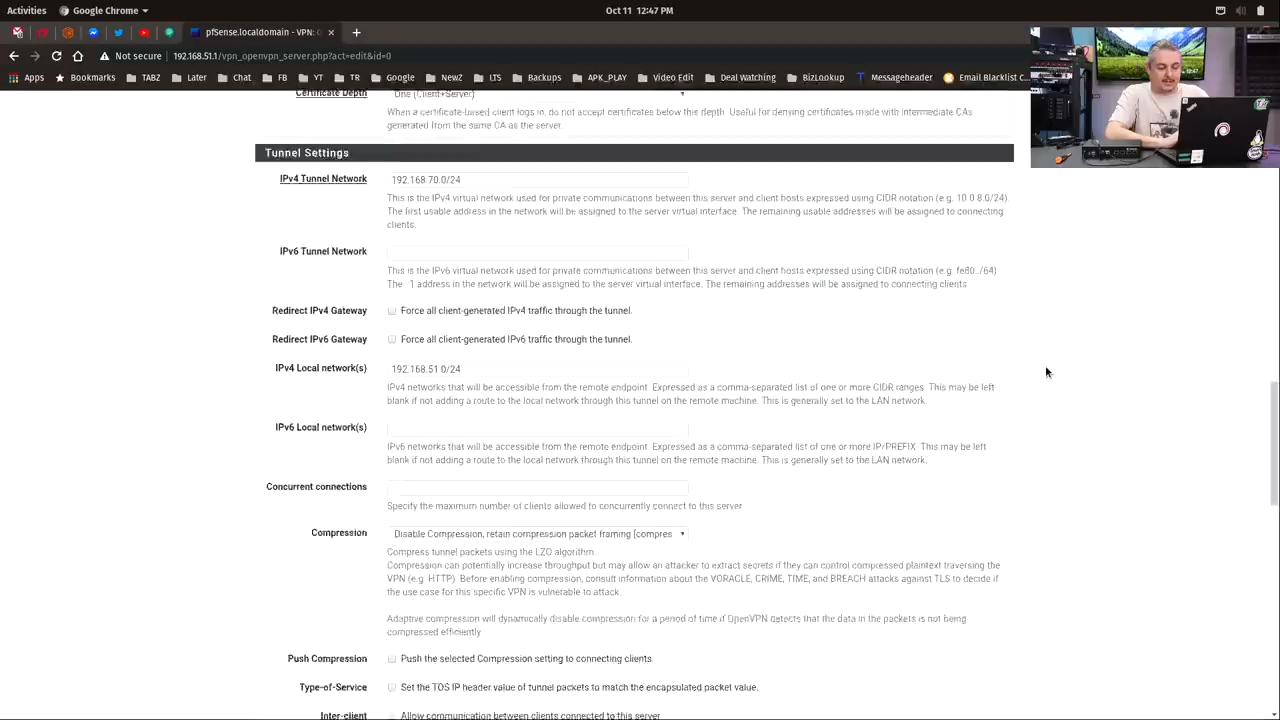 Activities
Google Chrome
Oct 11 12:47 PM
pfSense.localdomain - VPN: O
Not secure 192.168.51.1/vpn_openvpn_server.php?act=edit&id=0
Apps Bookmarks TABZ Later Chat FB YT TR Google NewZ LTS Backups APK_PLAY Video Edit Deal Watching BizLookup Messageheader Email Blacklist C
Certificate Depth One (Client+Server)
When a certificate-based client logs in, do not accept certificates below this depth. Useful for denying certificates made with intermediate CAs
generated from the same CA as the server.
Tunnel Settings
IPv4 Tunnel Network 192.168.70.0/24
This is the IPv4 virtual network used for private communications between this server and client hosts expressed using CIDR notation (e.g. 10.0.8.0/24).
The first usable address in the network will be assigned to the server virtual interface. The remaining usable addresses will be assigned to connecting
clients.
IPv6 Tunnel Network
This is the IPv6 virtual network used for private communications between this server and client hosts expressed using CIDR notation (e.g. fe80::/64)
The ::1 address in the network will be assigned to the server virtual interface. The remaining addresses will be assigned to connecting clients
Redirect IPv4 Gateway Force all client-generated IPv4 traffic through the tunnel.
Redirect IPv6 Gateway Force all client-generated IPv6 traffic through the tunnel.
IPv4 Local network(s) 192.168.51.0/24
IPv4 networks that will be accessible from the remote endpoint. Expressed as a comma-separated list of one or more CIDR ranges. This may be left
blank if not adding a route to the local network through this tunnel on the remote machine. This is generally set to the LAN network.
IPv6 Local network(s)
IPv6 networks that will be accessible from the remote endpoint. Expressed as a comma-separated list of one or more IP/PREFIX. This may be left
blank if not adding a route to the local network through this tunnel on the remote machine. This is generally set to the LAN network.
Concurrent connections
Specify the maximum number of clients allowed to concurrently connect to this server
Compression Disable Compression, retain compression packet framing [compres
Compress tunnel packets using the LZO algorithm.
Compression can potentially increase throughput but may allow an attacker to extract secrets if they can control compressed plaintext traversing the
VPN (e.g. HTTP). Before enabling compression, consult information about the VORACLE, CRIME, TIME, and BREACH attacks against TLS to decide if
the use case for this specific VPN is vulnerable to attack.
Adaptive compression will dynamically disable compression for a period of time if OpenVPN detects that the data in the packets is not being
compressed efficiently
Push Compression Push the selected Compression setting to connecting clients.
Type-of-Service Set the TOS IP header value of tunnel packets to match the encapsulated packet value.
Inter-client Allow communication between clients connected to this server